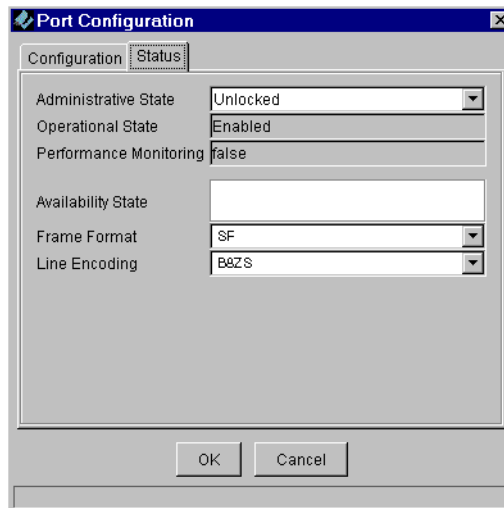 Port Configuration
Configuration Status
Administrative State Unlocked
Operational State Enabled
Performance Monitoring false
Availability State
Frame Format SF
Line Encoding B8ZS
OK Cancel